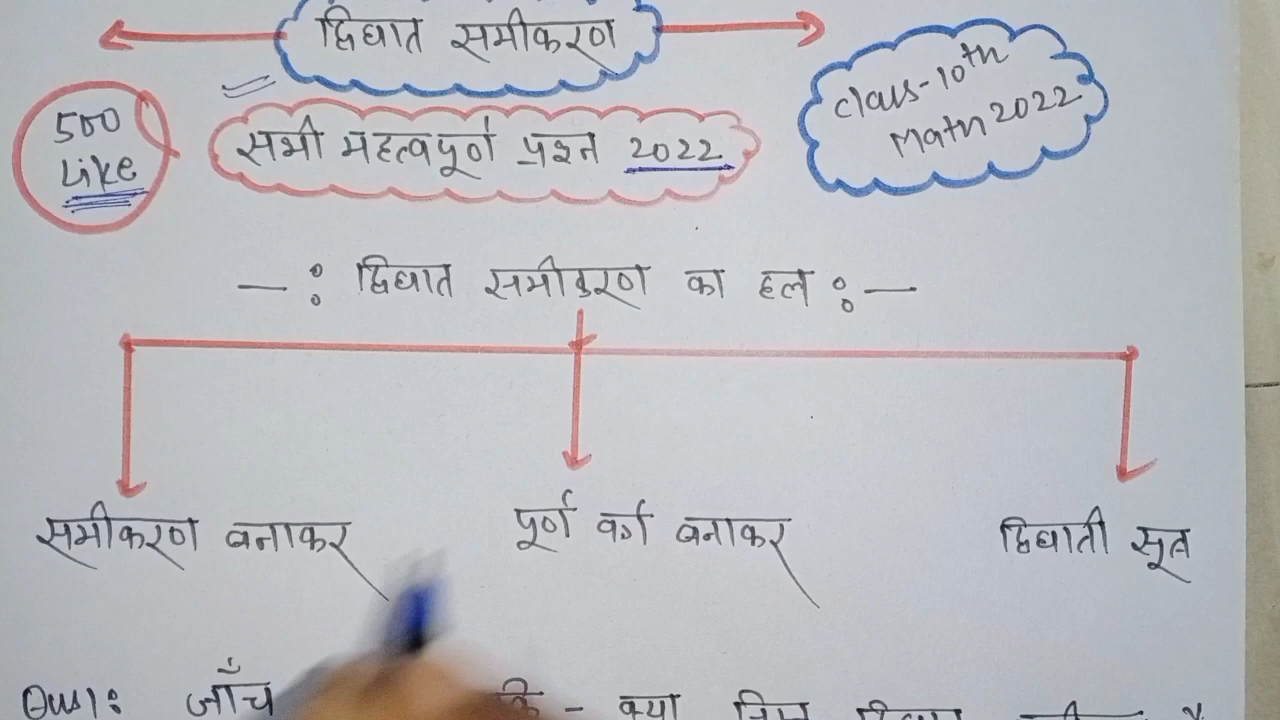 द्विघात समीकरण
class-10th
Math 2022
500
Like
सभी महत्वपूर्ण प्रश्न 2022
—: द्विघात समीकरण का हल :—
समीकरण बनाकर
पूर्ण वर्ग बनाकर
द्विघाती सूत्र
Qus1: जाँच कि - क्या निम्न